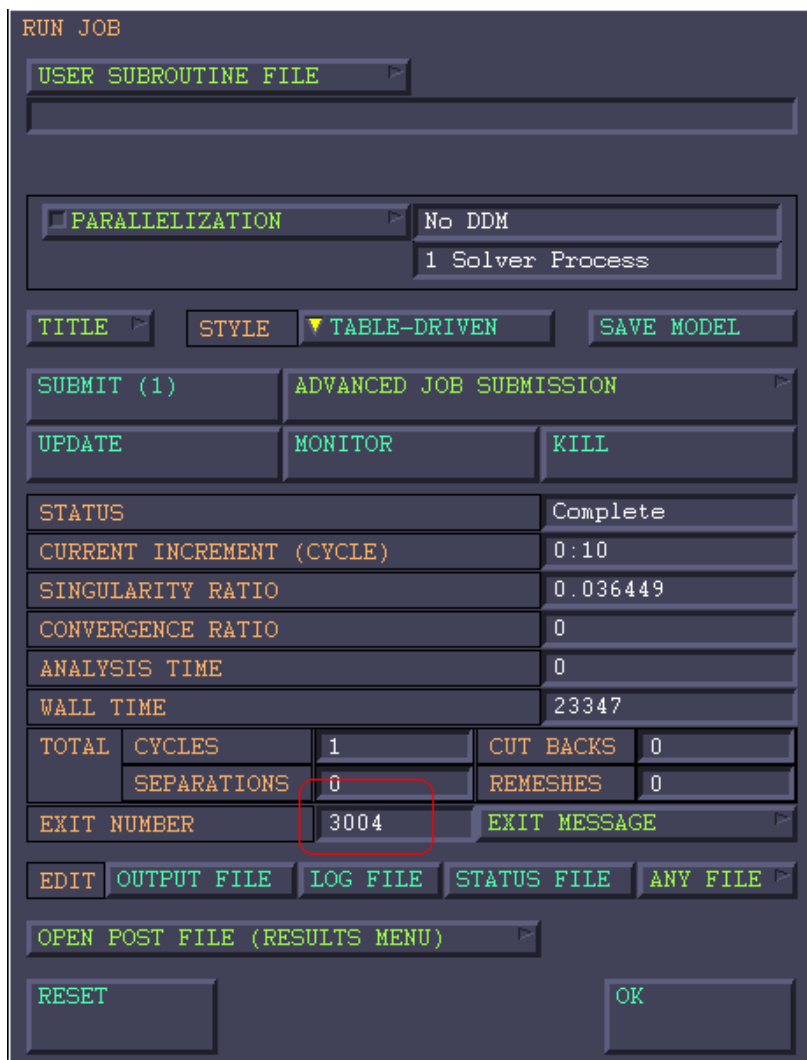 RUN JOB
USER SUBROUTINE FILE
PARALLELIZATION No DDM
1 Solver Process
TITLE STYLE TABLE-DRIVEN SAVE MODEL
SUBMIT (1) ADVANCED JOB SUBMISSION
UPDATE MONITOR KILL
STATUS Complete
CURRENT INCREMENT (CYCLE) 0:10
SINGULARITY RATIO 0.036449
CONVERGENCE RATIO 0
ANALYSIS TIME 0
WALL TIME 23347
TOTAL CYCLES 1 CUT BACKS 0
SEPARATIONS 0 REMESHES 0
EXIT NUMBER 3004 EXIT MESSAGE
EDIT OUTPUT FILE LOG FILE STATUS FILE ANY FILE
OPEN POST FILE (RESULTS MENU)
RESET OK